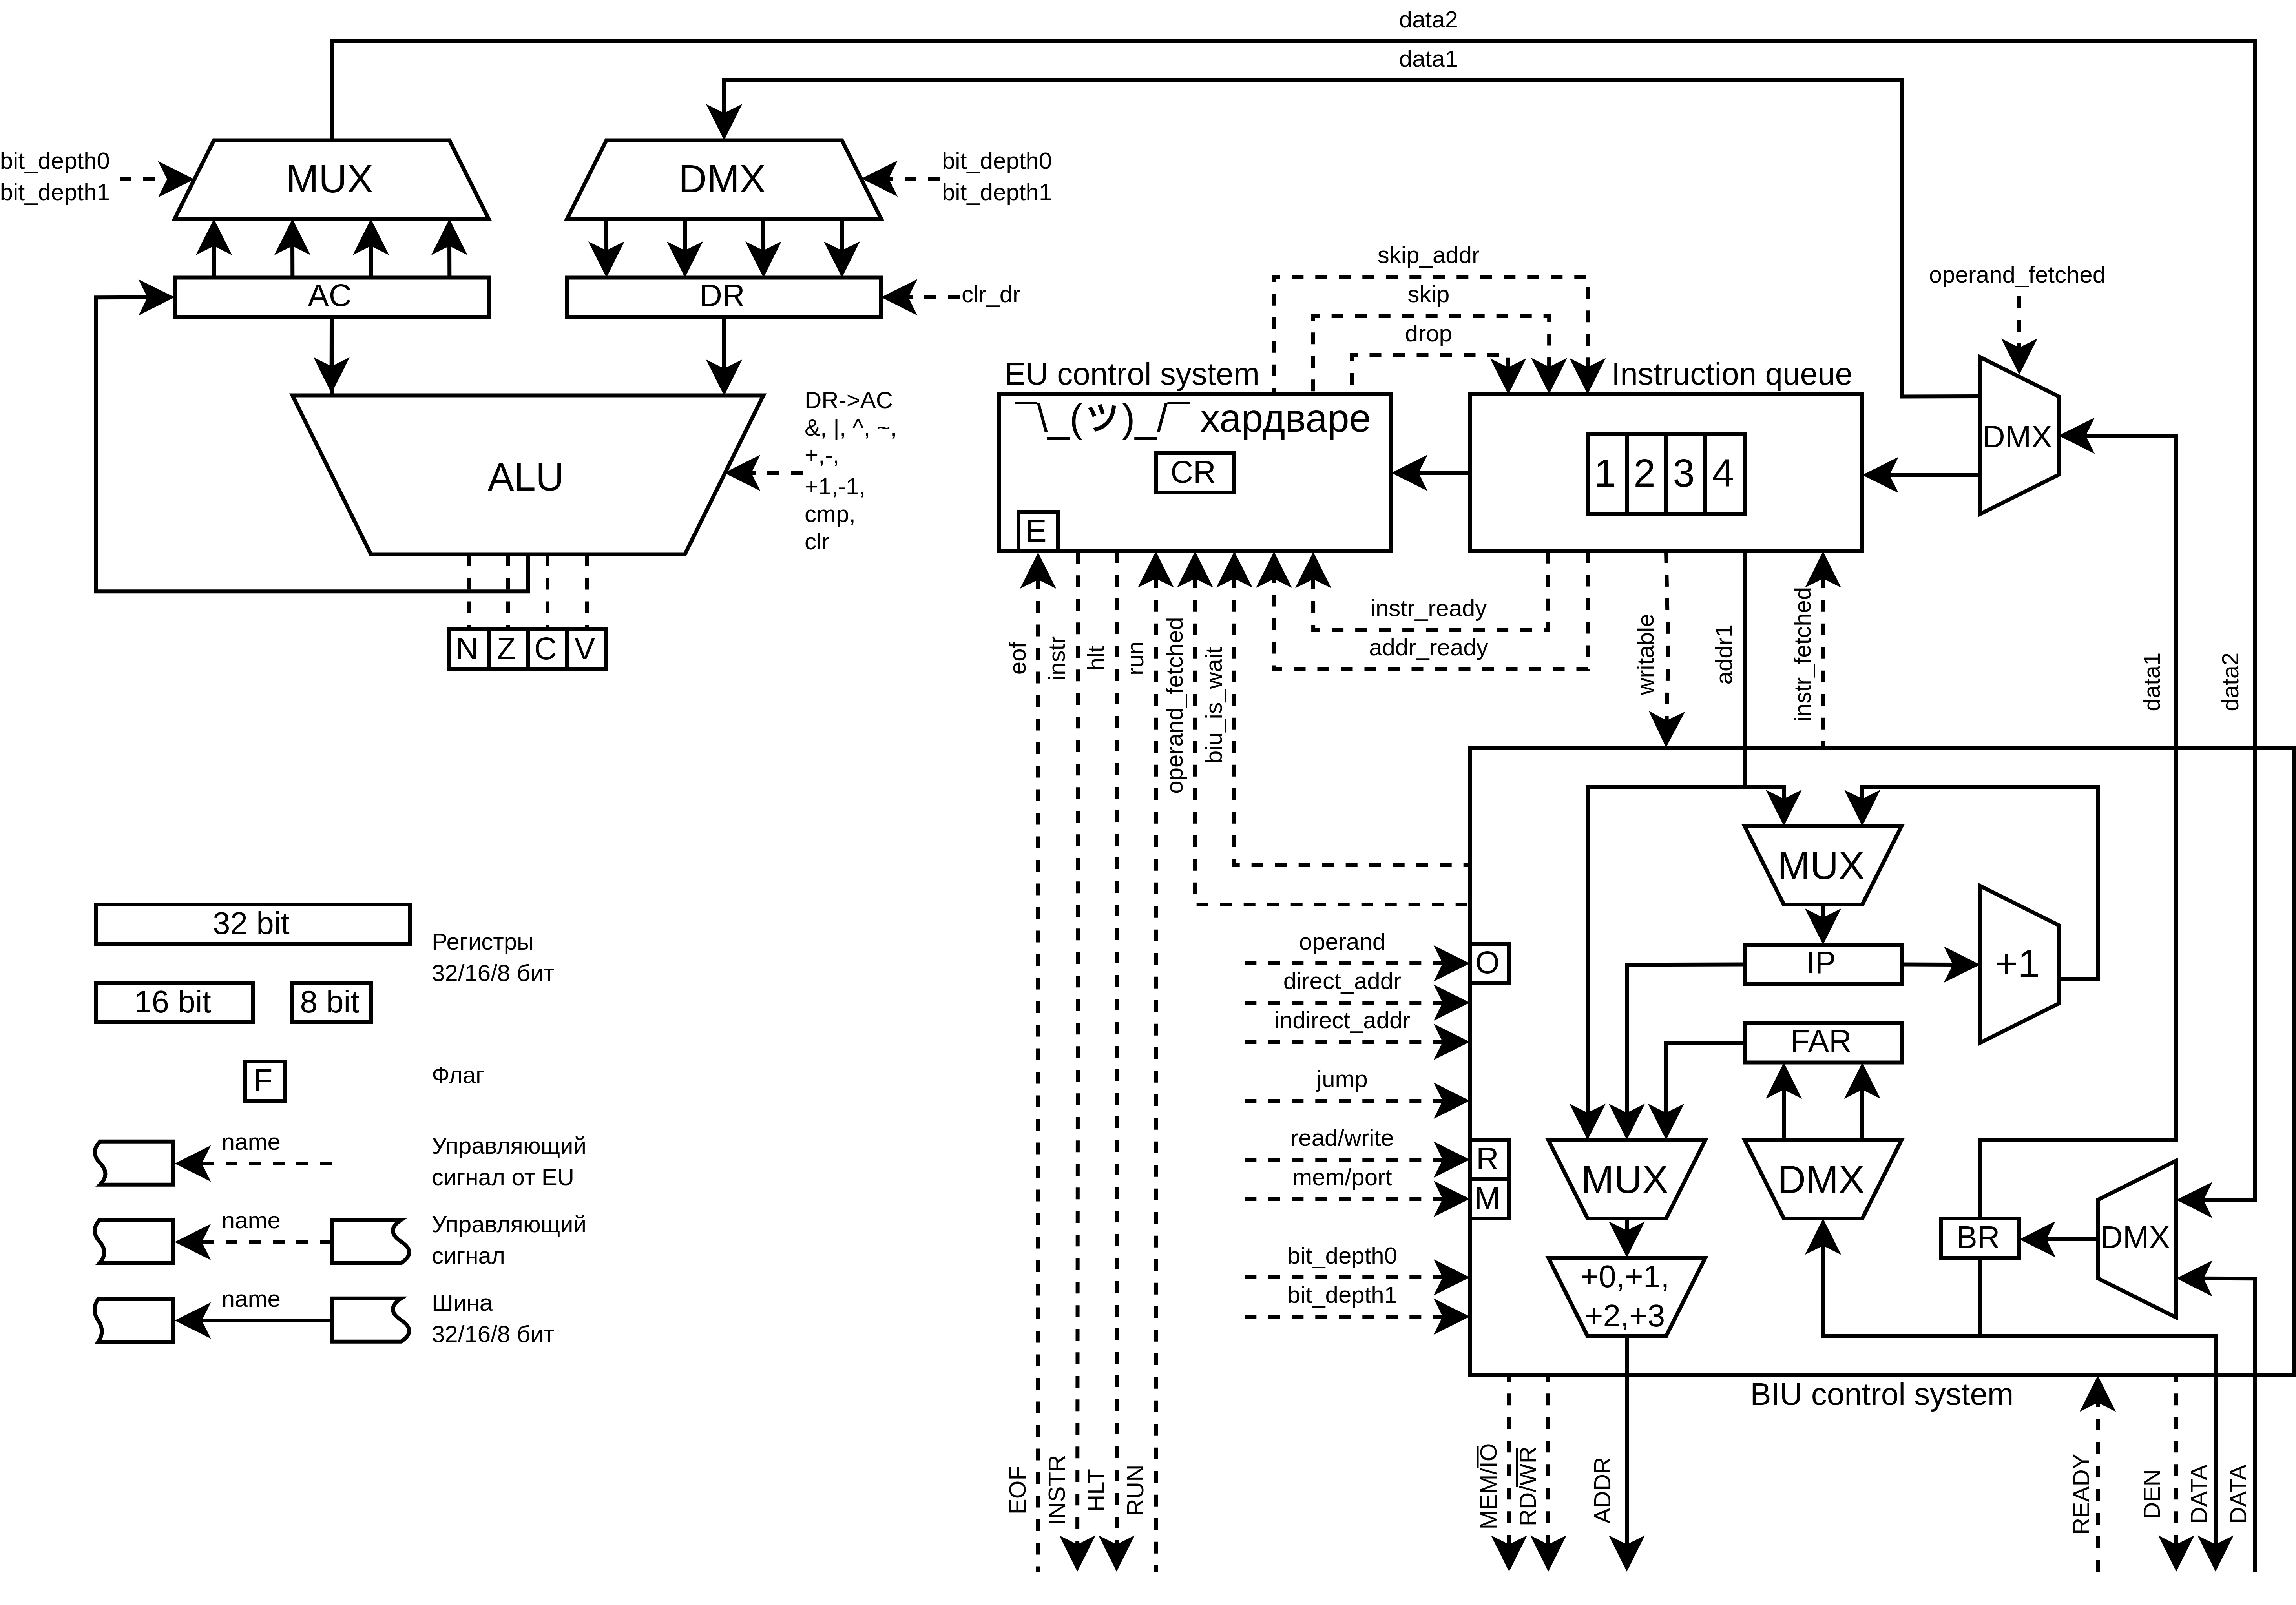 data2
data1
bit_depth0
bit_depth1
MUX
DMX
bit_depth0
bit_depth1
AC
DR
clr_dr
skip_addr
skip
drop
operand_fetched
EU control system
Instruction queue
¯\_(ツ)_/¯ хардваре
CR
E
1 2 3 4
DMX
ALU
DR->AC
&, |, ^, ~,
+,-,
+1,-1,
cmp,
clr
N Z C V
instr_ready
addr_ready
eof
instr
hlt
run
operand_fetched
biu_is_wait
writable
addr1
instr_fetched
data1
data2
MUX
IP
+1
FAR
operand
O
direct_addr
indirect_addr
jump
read/write
R
mem/port
M
bit_depth0
bit_depth1
MUX
DMX
+0,+1,
+2,+3
BR
DMX
BIU control system
32 bit
Регистры
32/16/8 бит
16 bit
8 bit
F
Флаг
name
Управляющий
сигнал от EU
name
Управляющий
сигнал
name
Шина
32/16/8 бит
EOF
INSTR
HLT
RUN
MEM/I̅O̅
RD/W̅R̅
ADDR
READY
DEN
DATA
DATA